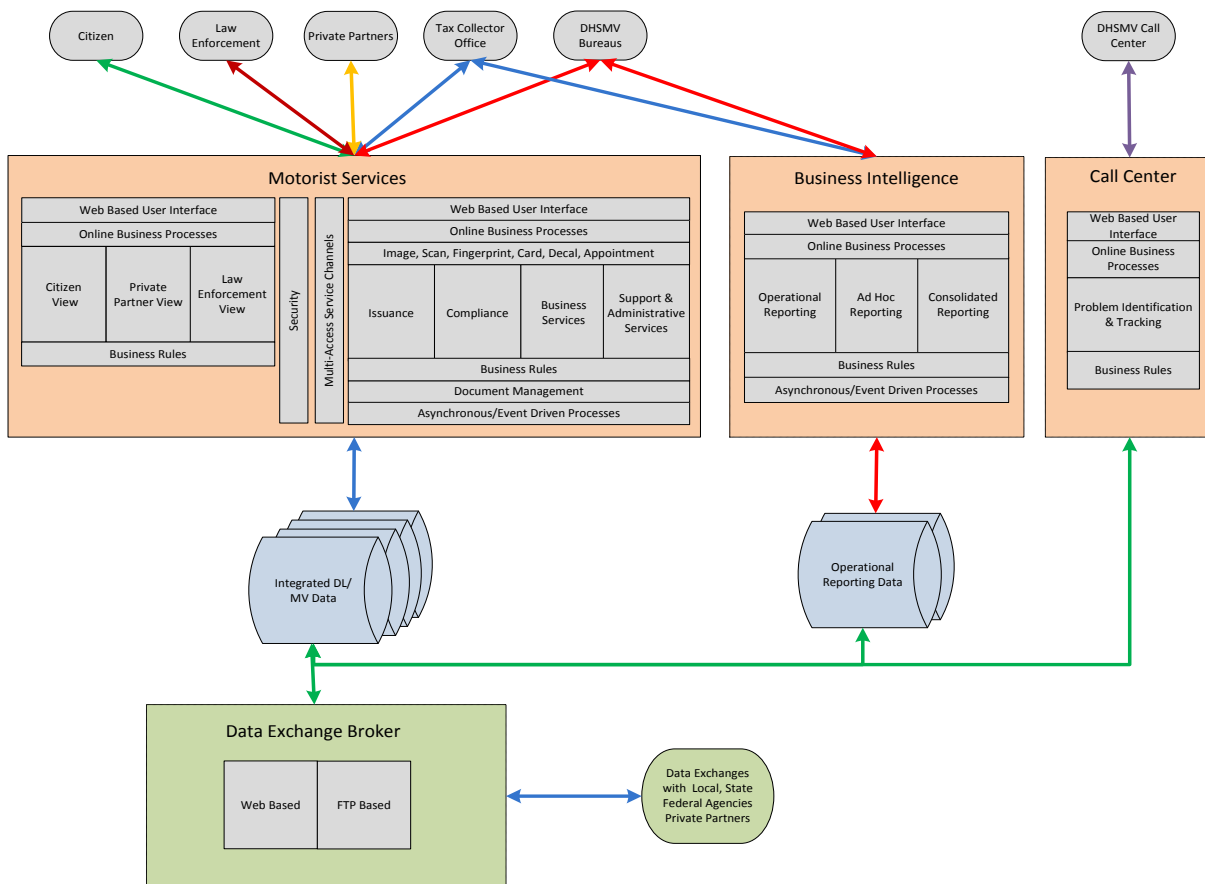 Citizen
Law
Enforcement
Private Partners
Tax Collector
Office
DHSMV
Bureaus
DHSMV Call
Center
Motorist Services
Web Based User Interface
Online Business Processes
Citizen
View
Private
Partner View
Law
Enforcement
View
Business Rules
Security
Multi-Access Service Channels
Web Based User Interface
Online Business Processes
Image, Scan, Fingerprint, Card, Decal, Appointment
Issuance
Compliance
Business
Services
Support &
Administrative
Services
Business Rules
Document Management
Asynchronous/Event Driven Processes
Business Intelligence
Web Based User Interface
Online Business Processes
Operational
Reporting
Ad Hoc
Reporting
Consolidated
Reporting
Business Rules
Asynchronous/Event Driven Processes
Call Center
Web Based User
Interface
Online Business
Processes
Problem Identification
& Tracking
Business Rules
Integrated DL/
MV Data
Operational
Reporting Data
Data Exchange Broker
Web Based
FTP Based
Data Exchanges
with Local, State
Federal Agencies
Private Partners